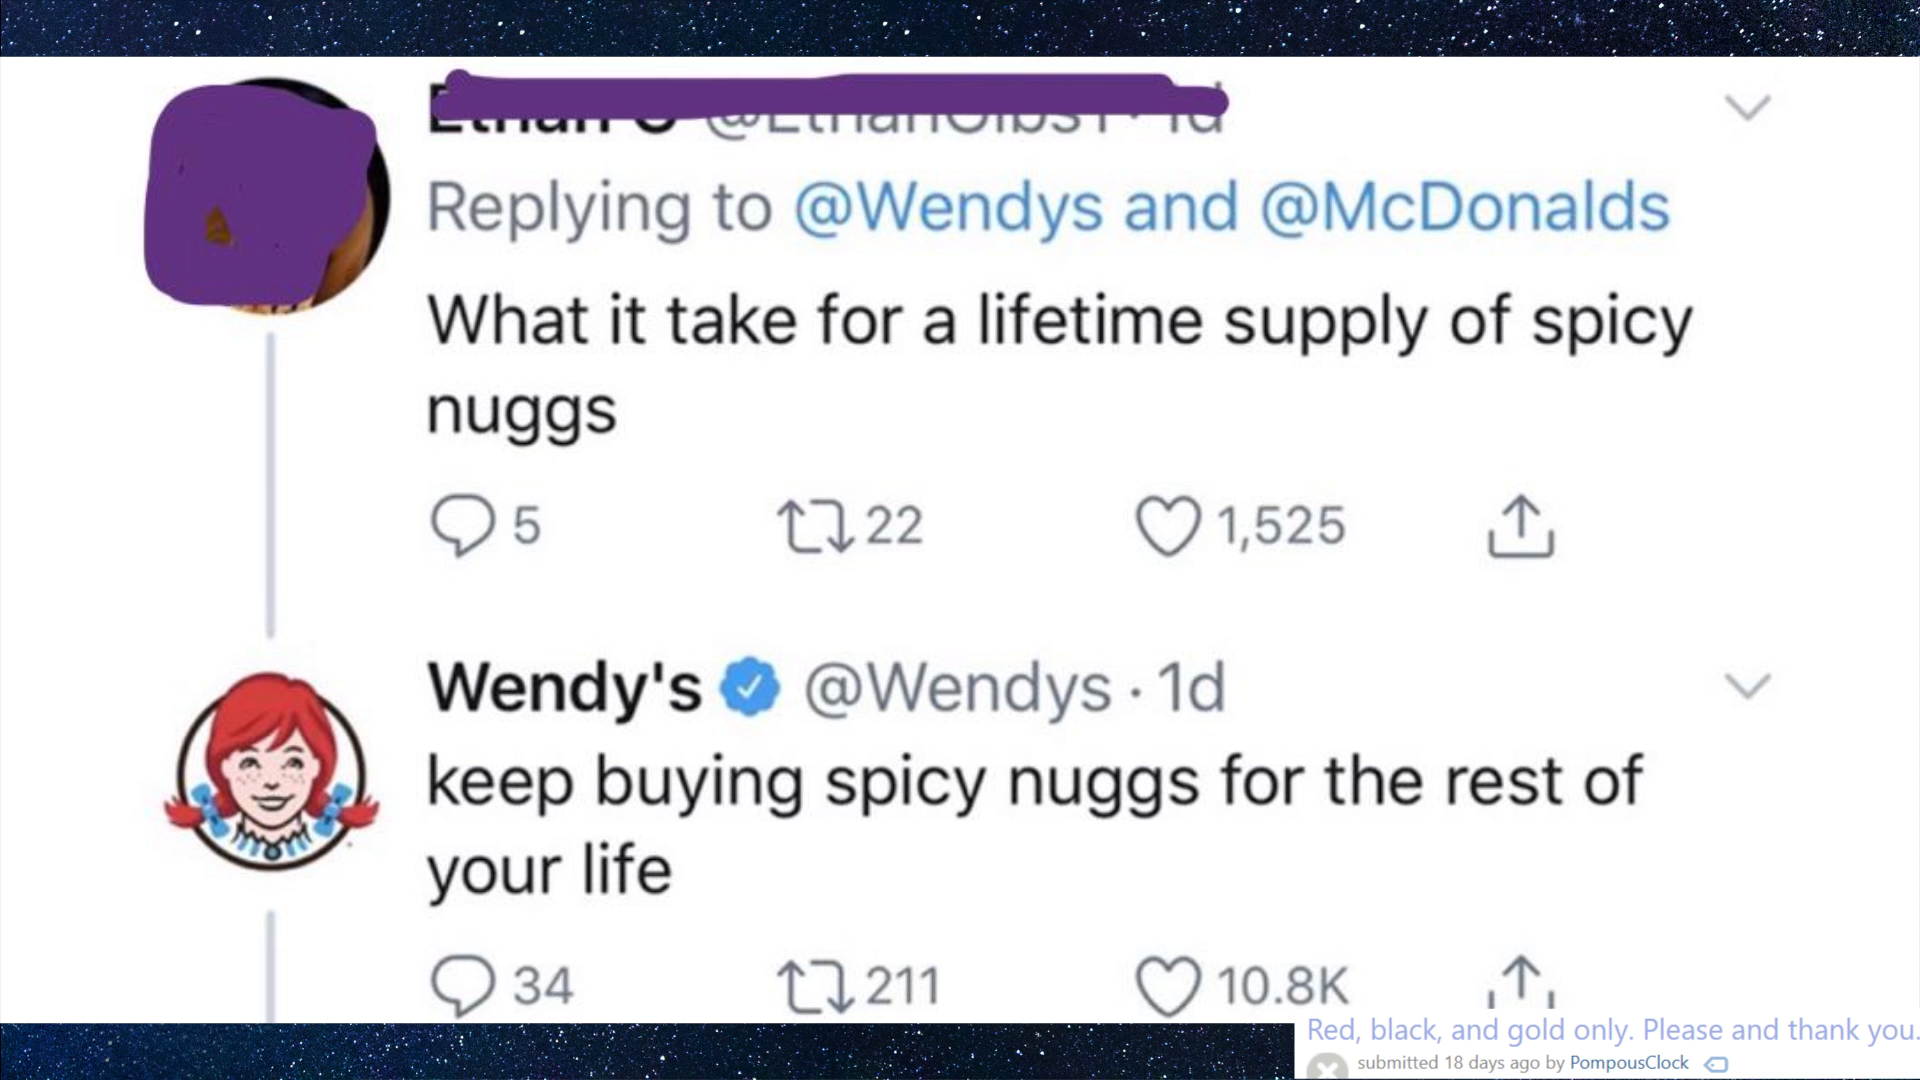 Replying to @Wendys and @McDonalds
What it take for a lifetime supply of spicy
nuggs
5 22 1,525
Wendy's @Wendys · 1d
keep buying spicy nuggs for the rest of
your life
34 211 10.8K
Red, black, and gold only. Please and thank you.
submitted 18 days ago by PompousClock